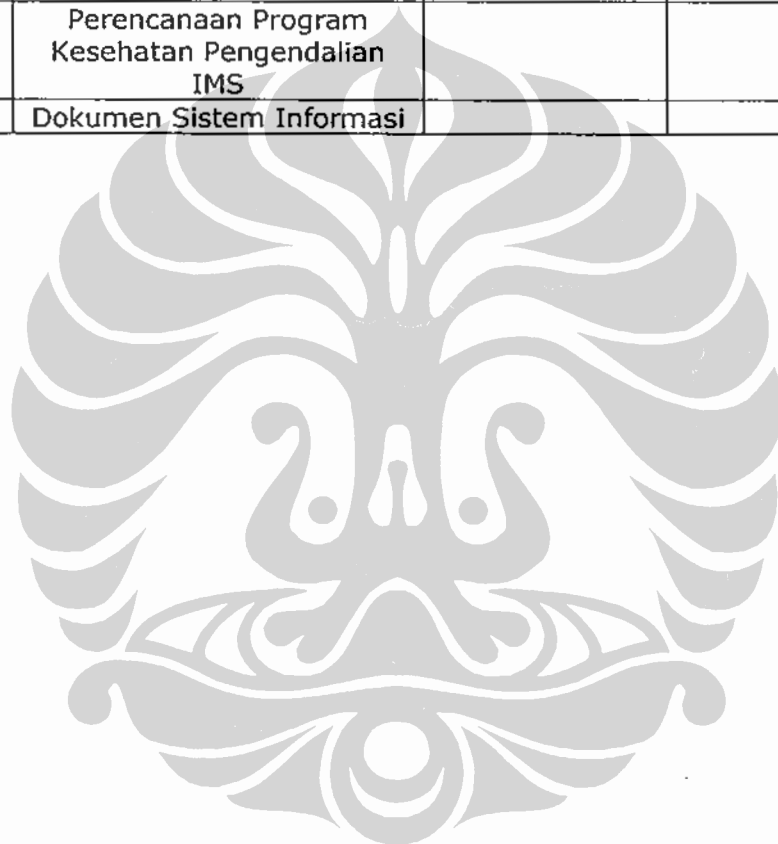 Perencanaan Program
Kesehatan Pengendalian
IMS
Dokumen Sistem Informasi